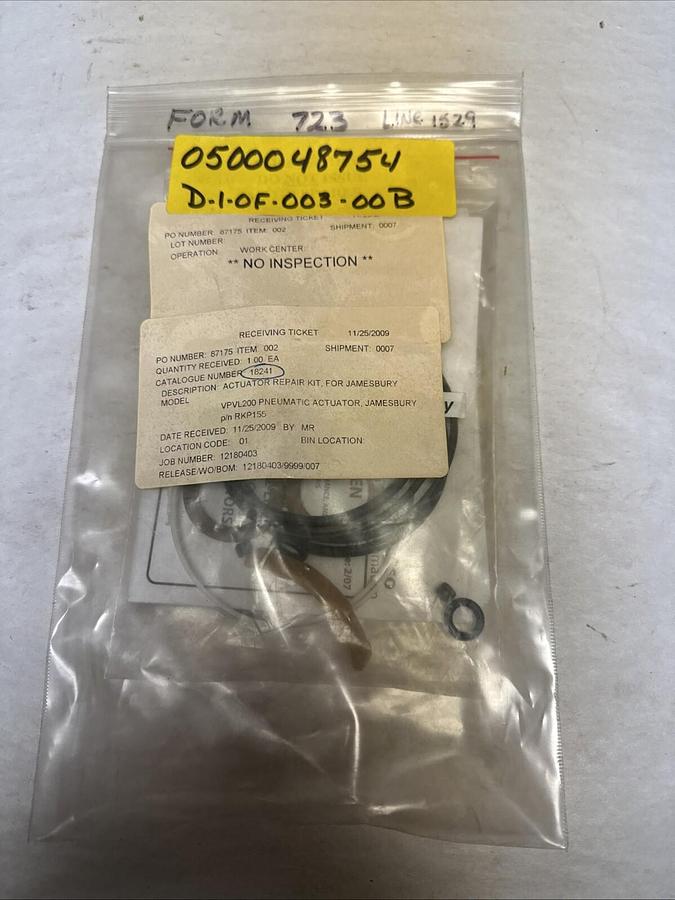 FORM 723 LINE 1529
0500048754
D-1-OF-003-00B
RECEIVING TICKET
PO NUMBER: 87175 ITEM: 002 SHIPMENT: 0007
LOT NUMBER:
OPERATION: WORK CENTER:
** NO INSPECTION **
RECEIVING TICKET 11/25/2009
PO NUMBER: 87175 ITEM: 002 SHIPMENT: 0007
QUANTITY RECEIVED: 1.00 EA
CATALOGUE NUMBER: 18241
DESCRIPTION: ACTUATOR REPAIR KIT, FOR JAMESBURY
MODEL
VPVL200 PNEUMATIC ACTUATOR, JAMESBURY
p/n RKP155
DATE RECEIVED: 11/25/2009 BY: MR
LOCATION CODE: 01 BIN LOCATION:
JOB NUMBER: 12180403
RELEASE/WO/BOM: 12180403/9999/007